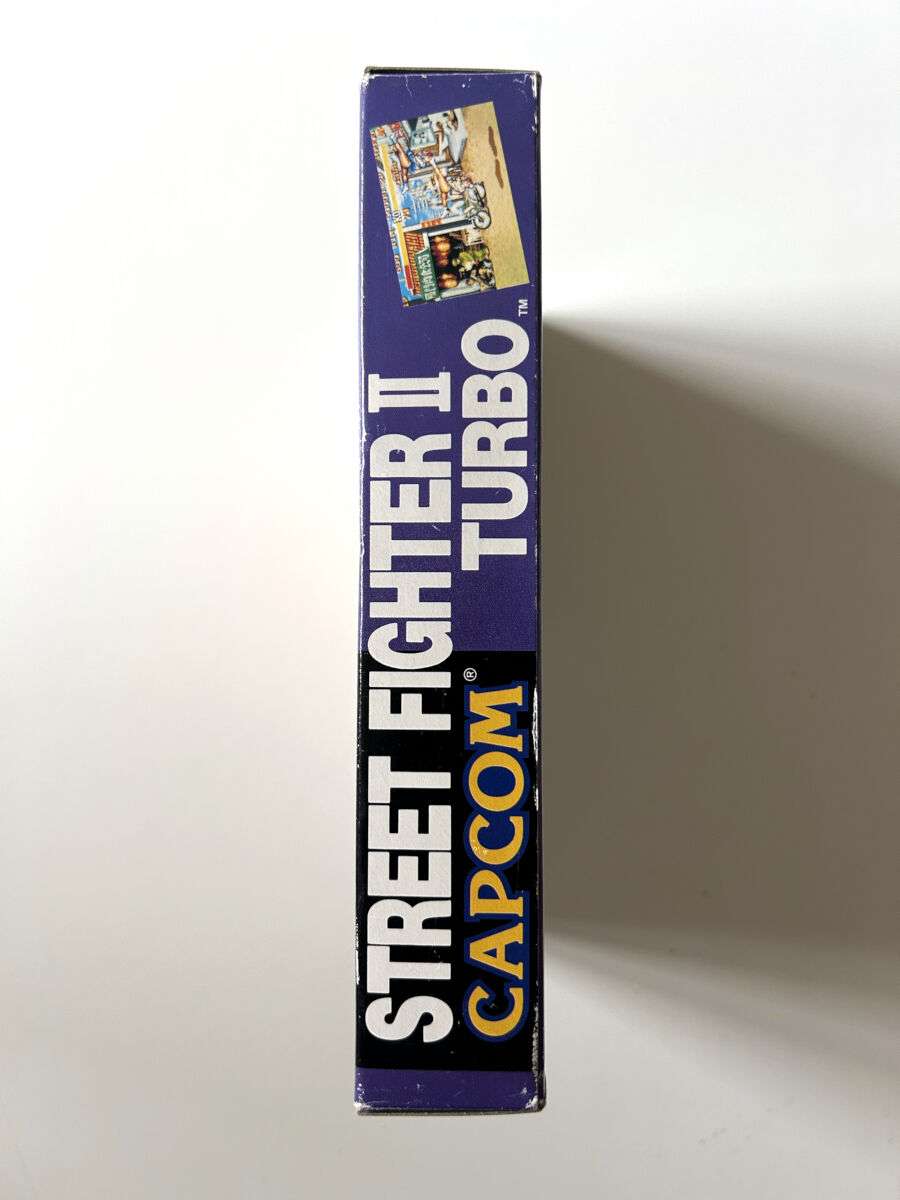 STREET FIGHTER II
TURBO™
CAPCOM®